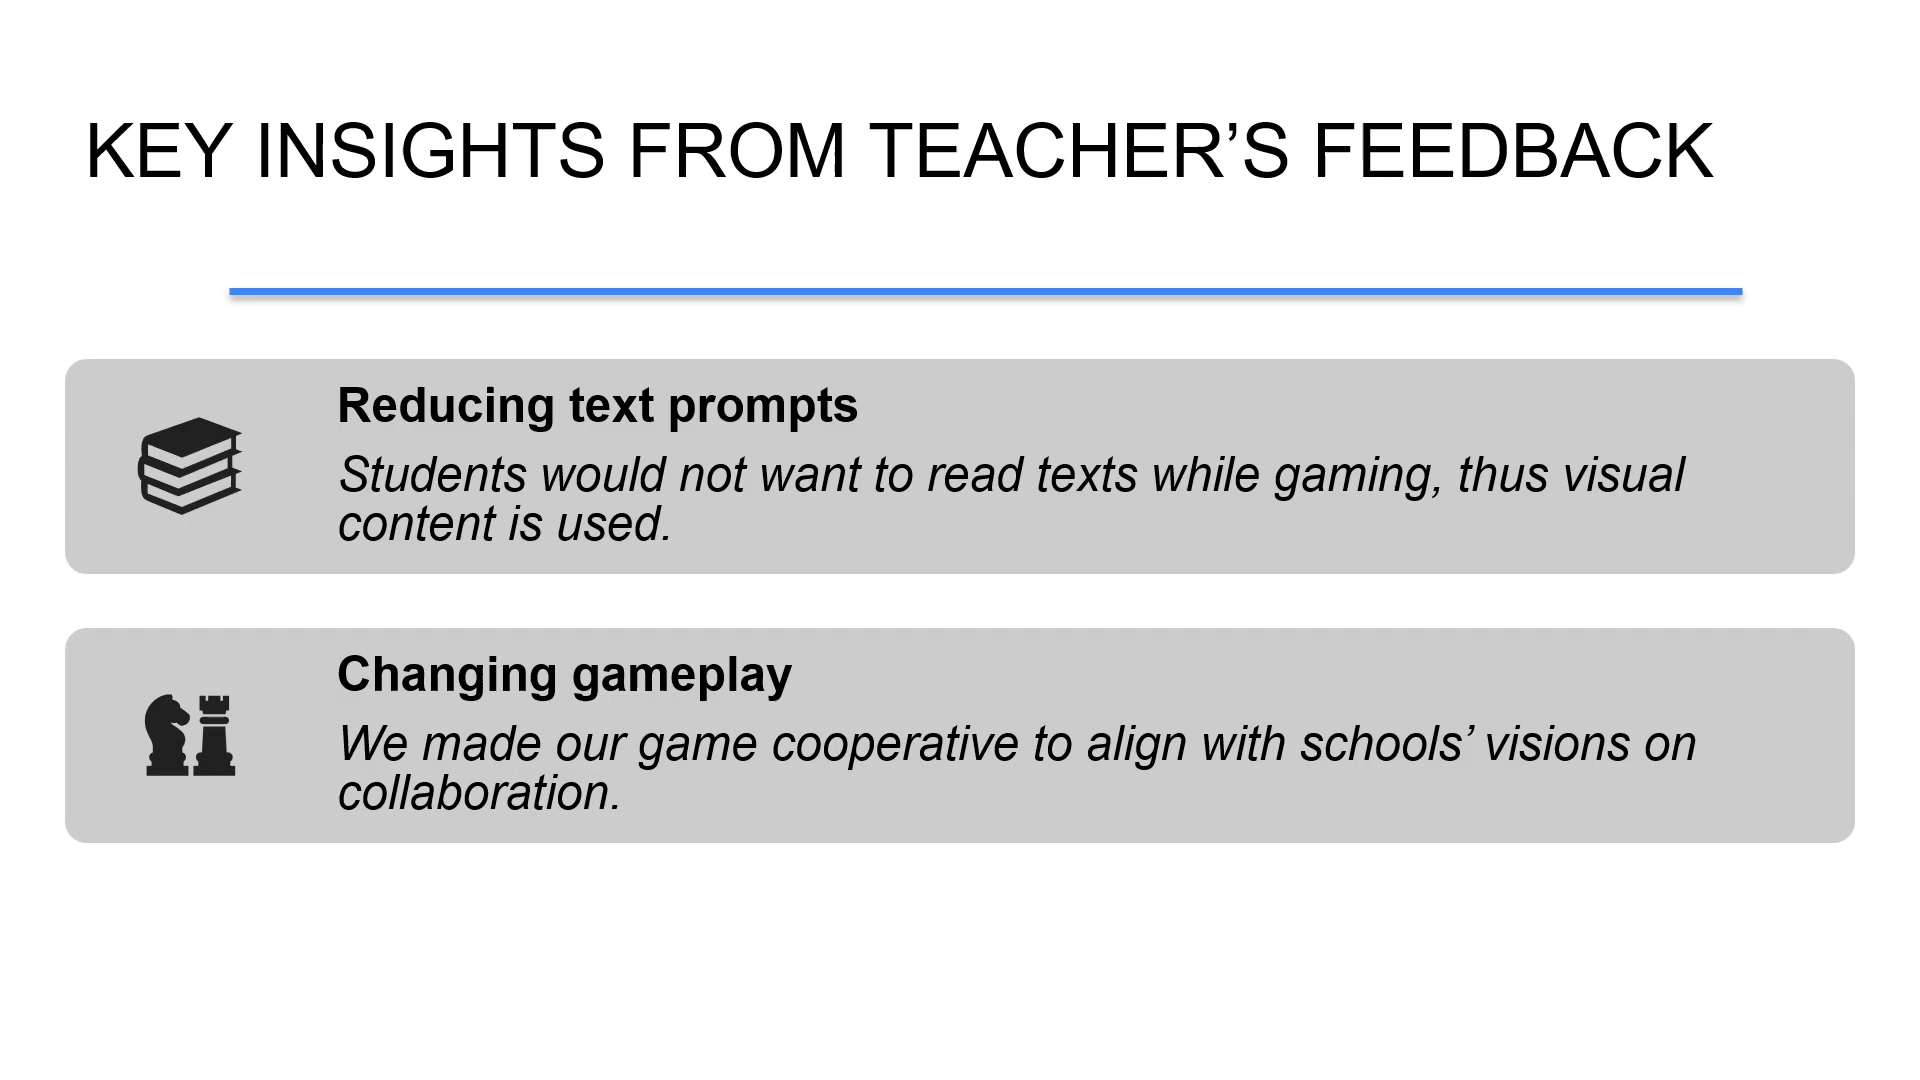 KEY INSIGHTS FROM TEACHER’S FEEDBACK
Reducing text prompts
Students would not want to read texts while gaming, thus visual
content is used.
Changing gameplay
We made our game cooperative to align with schools’ visions on
collaboration.